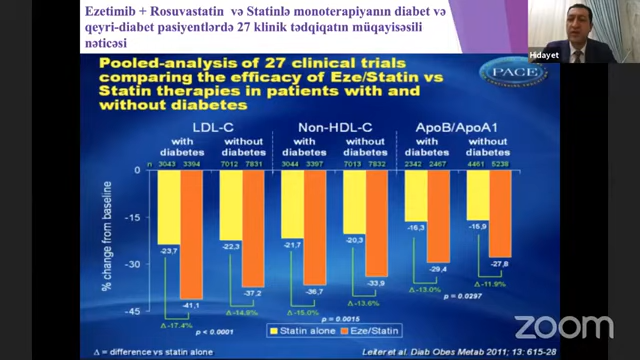 Ezetimib + Rosuvastatin və Statinlə monoterapiyanın diabet və
qeyri-diabet pasiyentlərdə 27 klinik tədqiqatın müqayisəsili
nəticəsi
Hidayet
Pooled-analysis of 27 clinical trials
comparing the efficacy of Eze/Statin vs
Statin therapies in patients with and
without diabetes
PACE
LDL-C Non-HDL-C ApoB/ApoA1
with diabetes without diabetes with diabetes without diabetes with diabetes without diabetes
n 3043 3394 7012 7831 3044 3397 7013 7832 2342 2467 4461 5238
% change from baseline
0
-15
-30
-45
-23,7 -41,1 -22,3 -37,2 -21,7 -36,7 -20,3 -33,9 -16,3 -29,4 -15,9 -27,8
Δ-17.4% Δ-14.9% Δ-15.0% Δ-13.6% Δ-13.0% Δ-11.9%
p < 0.0001 p = 0.0015 p = 0.0297
Statin alone Eze/Statin
Δ = difference vs statin alone
Leiter et al. Diab Obes Metab 2011; 13: 615-28
zoom